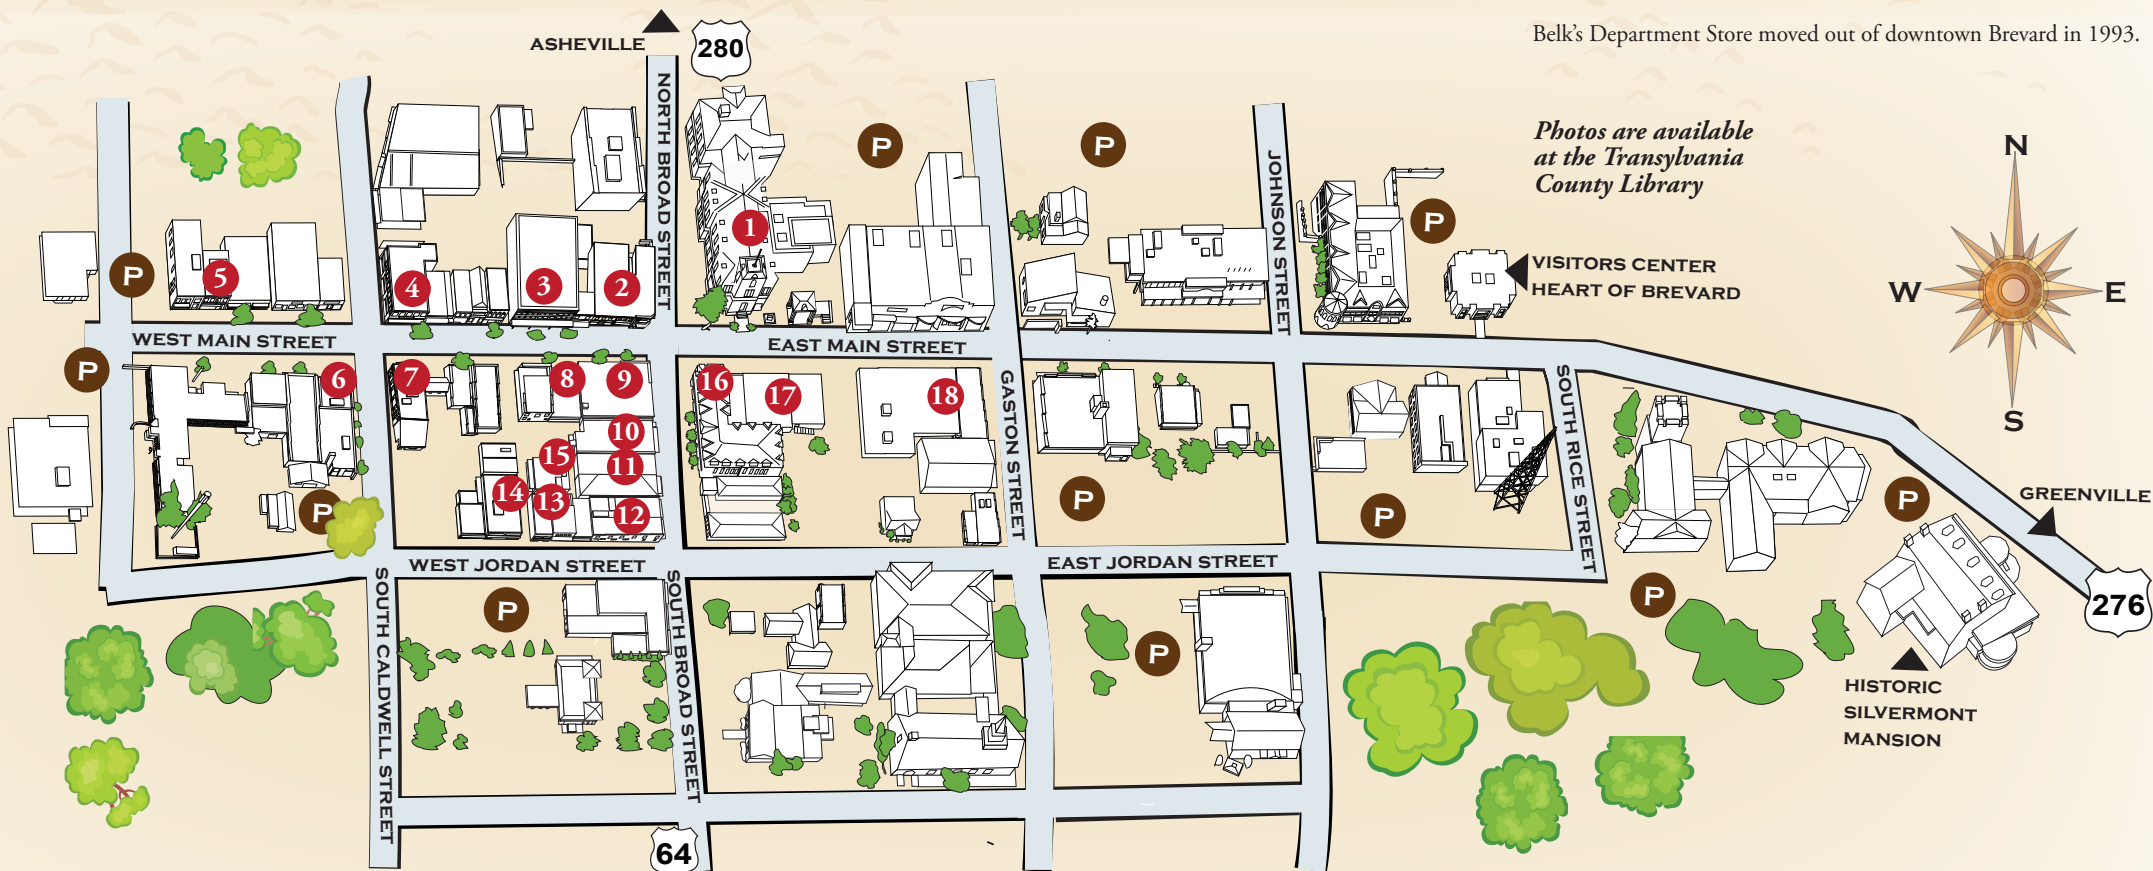 Belk's Department Store moved out of downtown Brevard in 1993.
ASHEVILLE
280
NORTH BROAD STREET
P
P
JOHNSON STREET
Photos are available
at the Transylvania
County Library
N
W
E
S
P
VISITORS CENTER
HEART OF BREVARD
P
1
2
3
4
5
WEST MAIN STREET
EAST MAIN STREET
P
6
7
8
9
10
11
12
13
14
15
16
17
18
GASTON STREET
SOUTH RICE STREET
P
P
P
P
GREENVILLE
276
WEST JORDAN STREET
EAST JORDAN STREET
SOUTH CALDWELL STREET
SOUTH BROAD STREET
P
P
P
HISTORIC
SILVERMONT
MANSION
64